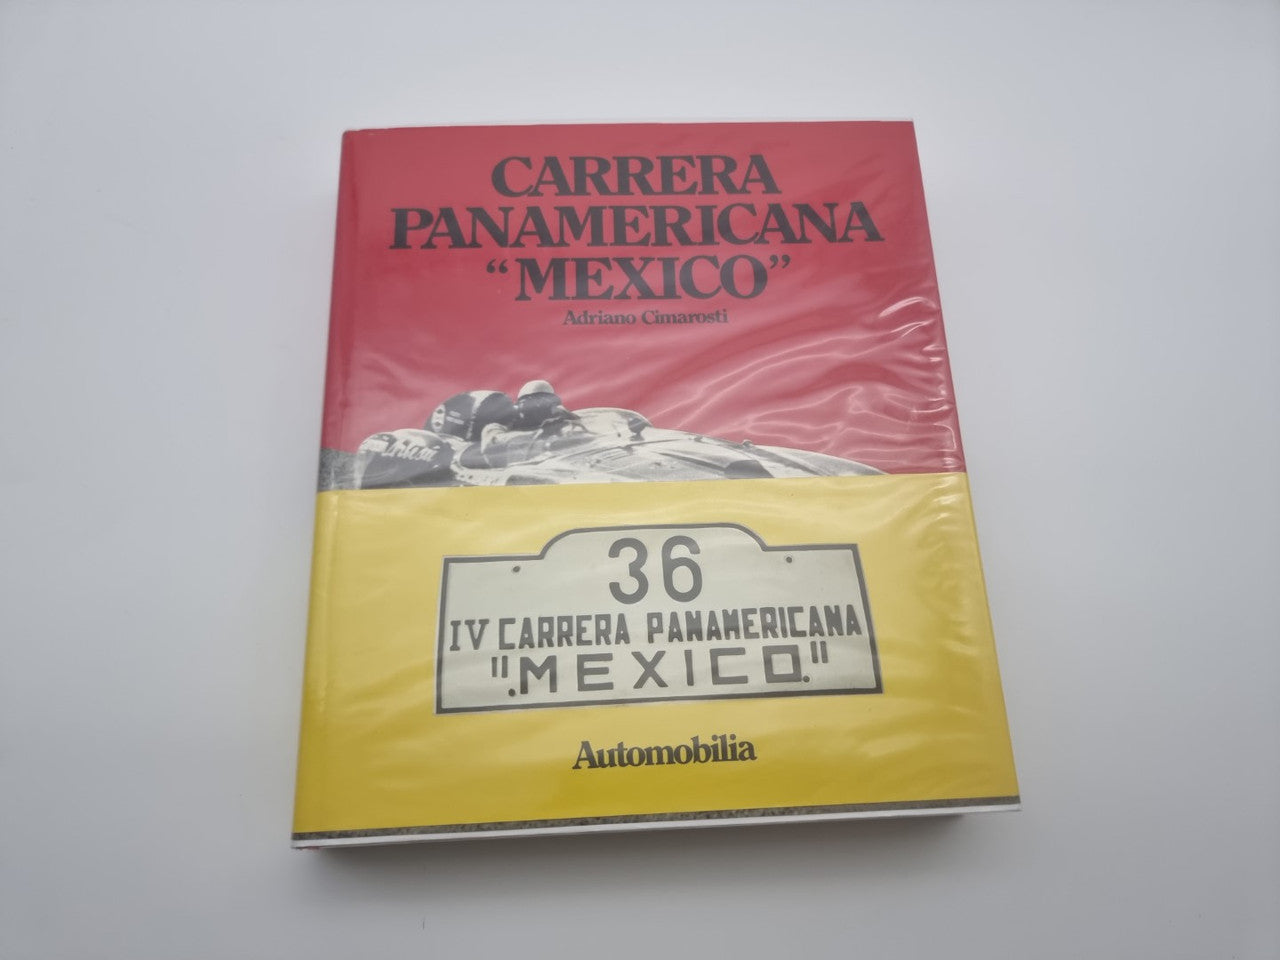 CARRERA
PANAMERICANA
“MEXICO”
Adriano Cimarosti
36
IV CARRERA PANAMERICANA
"MEXICO"
Automobilia